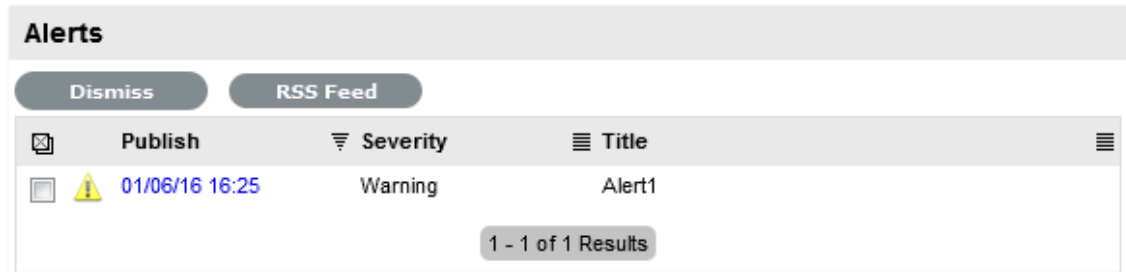 Alerts
Dismiss RSS Feed
Publish Severity Title
01/06/16 16:25 Warning Alert1
1 - 1 of 1 Results